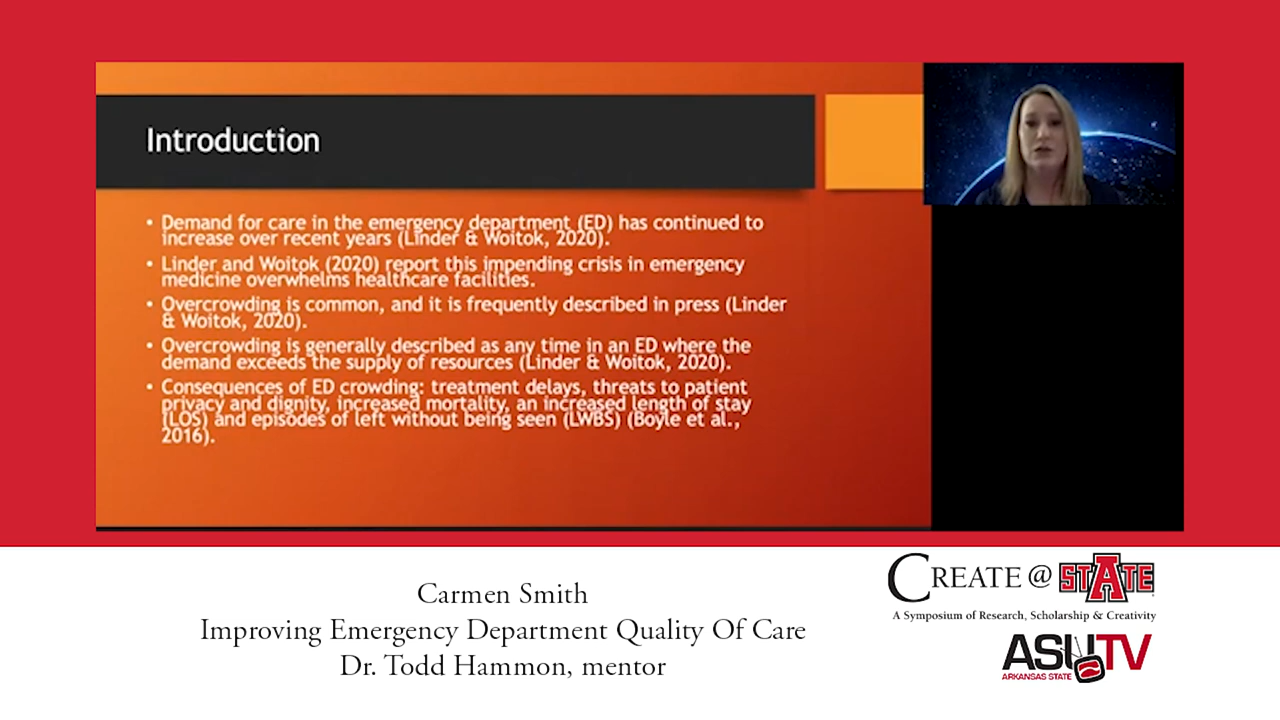 Introduction
• Demand for care in the emergency department (ED) has continued to
increase over recent years (Linder & Woitok, 2020).
• Linder and Woitok (2020) report this impending crisis in emergency
medicine overwhelms healthcare facilities.
• Overcrowding is common, and it is frequently described in press (Linder
& Woitok, 2020).
• Overcrowding is generally described as any time in an ED where the
demand exceeds the supply of resources (Linder & Woitok, 2020).
• Consequences of ED crowding: treatment delays, threats to patient
privacy and dignity, increased mortality, an increased length of stay
(LOS) and episodes of left without being seen (LWBS) (Boyle et al.,
2016).
Carmen Smith
Improving Emergency Department Quality Of Care
Dr. Todd Hammon, mentor
CREATE @ STATE
A Symposium of Research, Scholarship & Creativity
ASUTV
ARKANSAS STATE